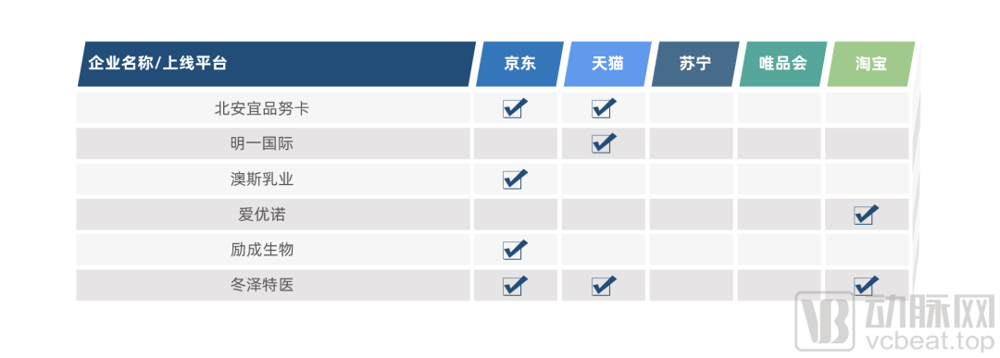 企业名称/上线平台 京东 天猫 苏宁 唯品会 淘宝
北安宜品努卡
明一国际
澳斯乳业
爱优诺
励成生物
冬泽特医
VB 动脉网
vcbeat.top